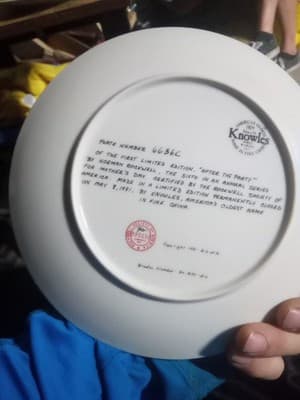 PLATE NUMBER 6686C
OF THE FIRST LIMITED EDITION "AFTER THE PARTY"
BY NORMAN ROCKWELL, THE SIXTH IN AN ANNUAL SERIES
FOR MOTHER'S DAY CERTIFIED BY THE ROCKWELL SOCIETY OF
AMERICA MADE IN A LIMITED EDITION PERMANENTLY CLOSED
ON MAY 8, 1981, BY KNOWLES, AMERICA'S OLDEST NAME
IN FINE CHINA.
Knowles
Copyright 1981